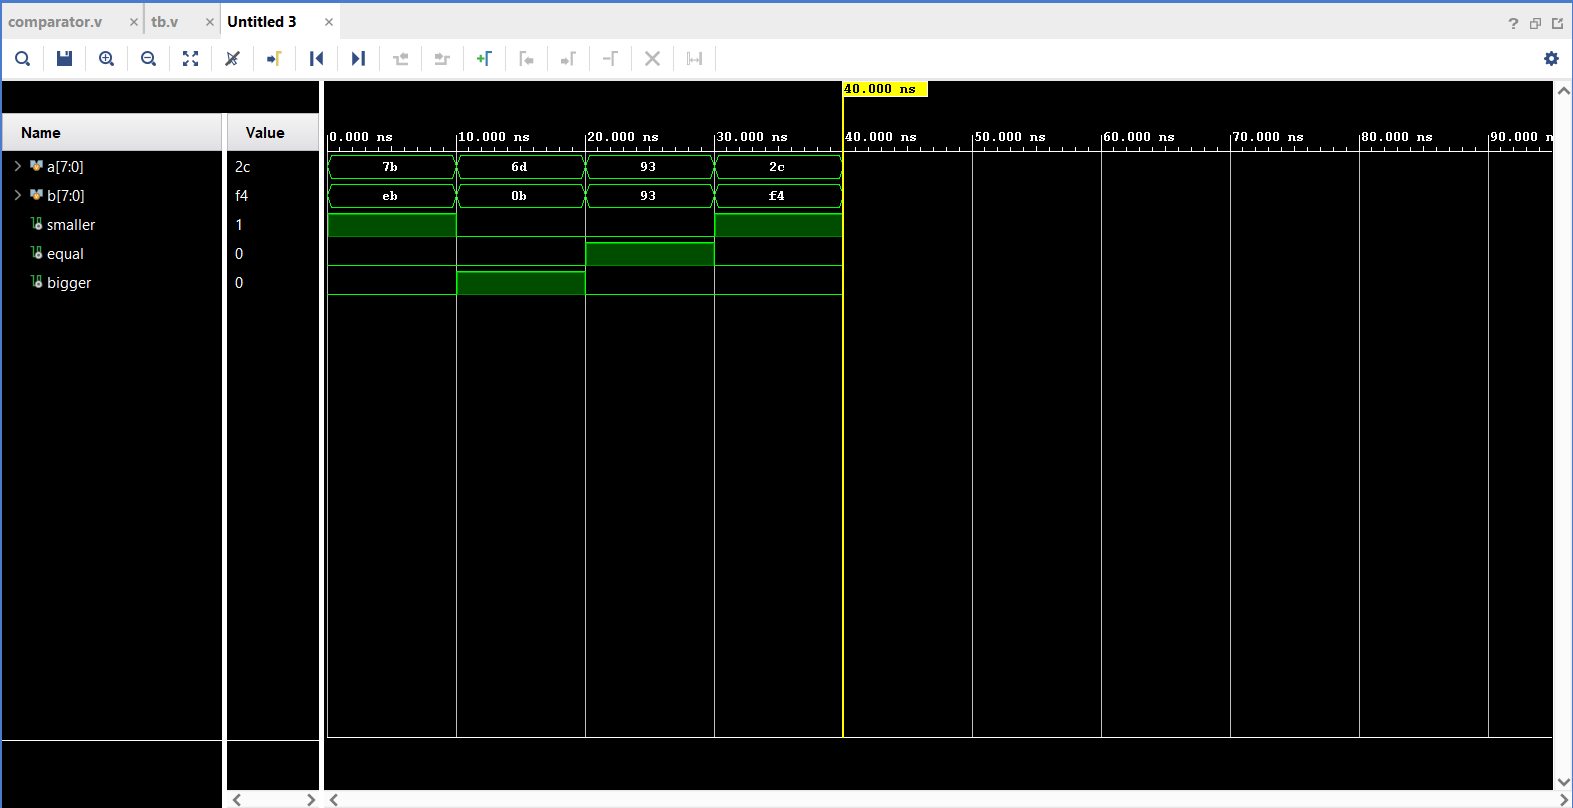 comparator.v × tb.v × Untitled 3 ×
?
40.000 ns
Name Value
0.000 ns 10.000 ns 20.000 ns 30.000 ns 40.000 ns 50.000 ns 60.000 ns 70.000 ns 80.000 ns 90.000 n
a[7:0] 2c 7b 6d 93 2c
b[7:0] f4 eb 0b 93 f4
smaller 1
equal 0
bigger 0